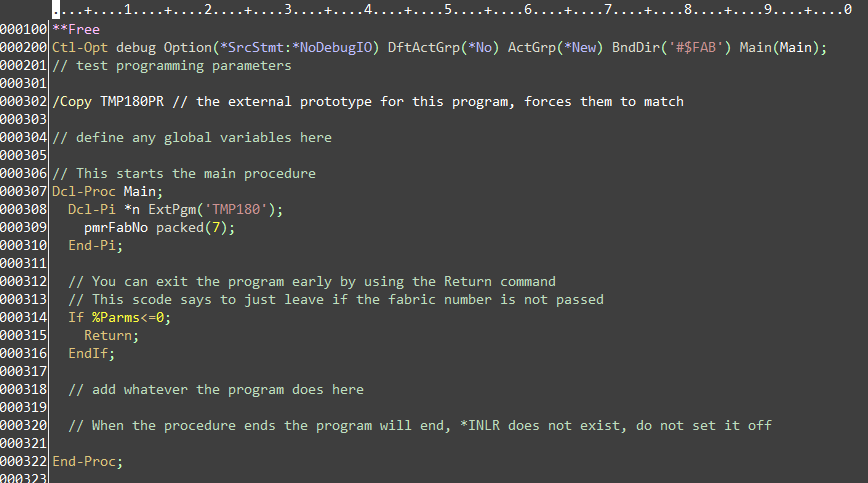 ....+....1....+....2....+....3....+....4....+....5....+....6....+....7....+....8....+....9....+....0
000100 **Free
000200 Ctl-Opt debug Option(*SrcStmt:*NoDebugIO) DftActGrp(*No) ActGrp(*New) BndDir('#$FAB') Main(Main);
000201 // test programming parameters
000301
000302 /Copy TMP180PR // the external prototype for this program, forces them to match
000303
000304 // define any global variables here
000305
000306 // This starts the main procedure
000307 Dcl-Proc Main;
000308   Dcl-Pi *n ExtPgm('TMP180');
000309     pmrFabNo packed(7);
000310   End-Pi;
000311
000312   // You can exit the program early by using the Return command
000313   // This scode says to just leave if the fabric number is not passed
000314   If %Parms<=0;
000315     Return;
000316   EndIf;
000317
000318   // add whatever the program does here
000319
000320   // When the procedure ends the program will end, *INLR does not exist, do not set it off
000321
000322 End-Proc;
000323